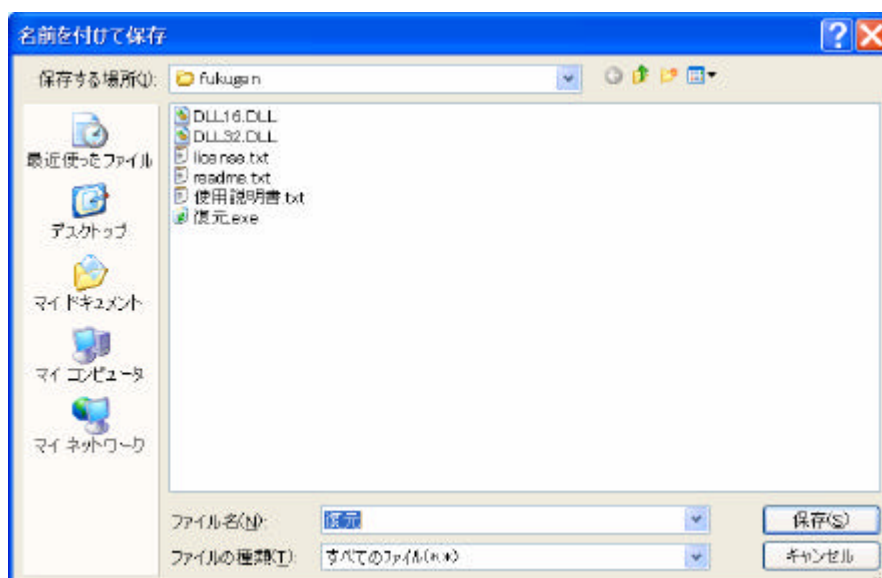 名前を付けて保存
保存する場所(I):
fukugen
最近使ったファイル
デスクトップ
マイ ドキュメント
マイ コンピュータ
マイ ネットワーク
DLL16.DLL
DLL32.DLL
license.txt
readme.txt
使用説明書.txt
復元.exe
ファイル名(N):
復元
保存(S)
ファイルの種類(T):
すべてのファイル(*.*)
キャンセル